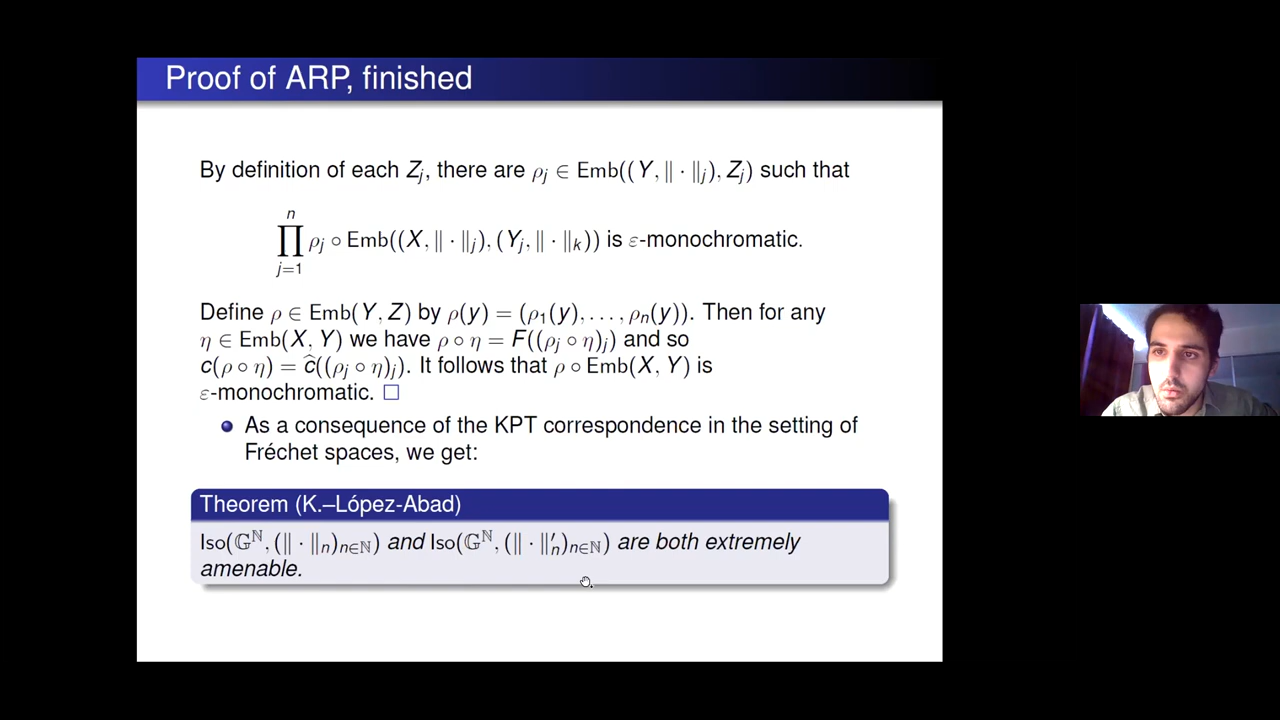 Proof of ARP, finished
By definition of each Z_j, there are ρ_j ∈ Emb((Y, ‖ · ‖_j), Z_j) such that
∏_{j=1}^{n} ρ_j ∘ Emb((X, ‖ · ‖_j), (Y_j, ‖ · ‖_k)) is ε-monochromatic.
Define ρ ∈ Emb(Y, Z) by ρ(y) = (ρ_1(y), . . . , ρ_n(y)). Then for any
η ∈ Emb(X, Y) we have ρ ∘ η = F((ρ_j ∘ η)_j) and so
c(ρ ∘ η) = ĉ((ρ_j ∘ η)_j). It follows that ρ ∘ Emb(X, Y) is
ε-monochromatic. □
As a consequence of the KPT correspondence in the setting of
Fréchet spaces, we get:
Theorem (K.–López-Abad)
Iso(𝔾^ℕ, (‖ · ‖_n)_{n∈ℕ}) and Iso(𝔾^ℕ, (‖ · ‖′_n)_{n∈ℕ}) are both extremely
amenable.